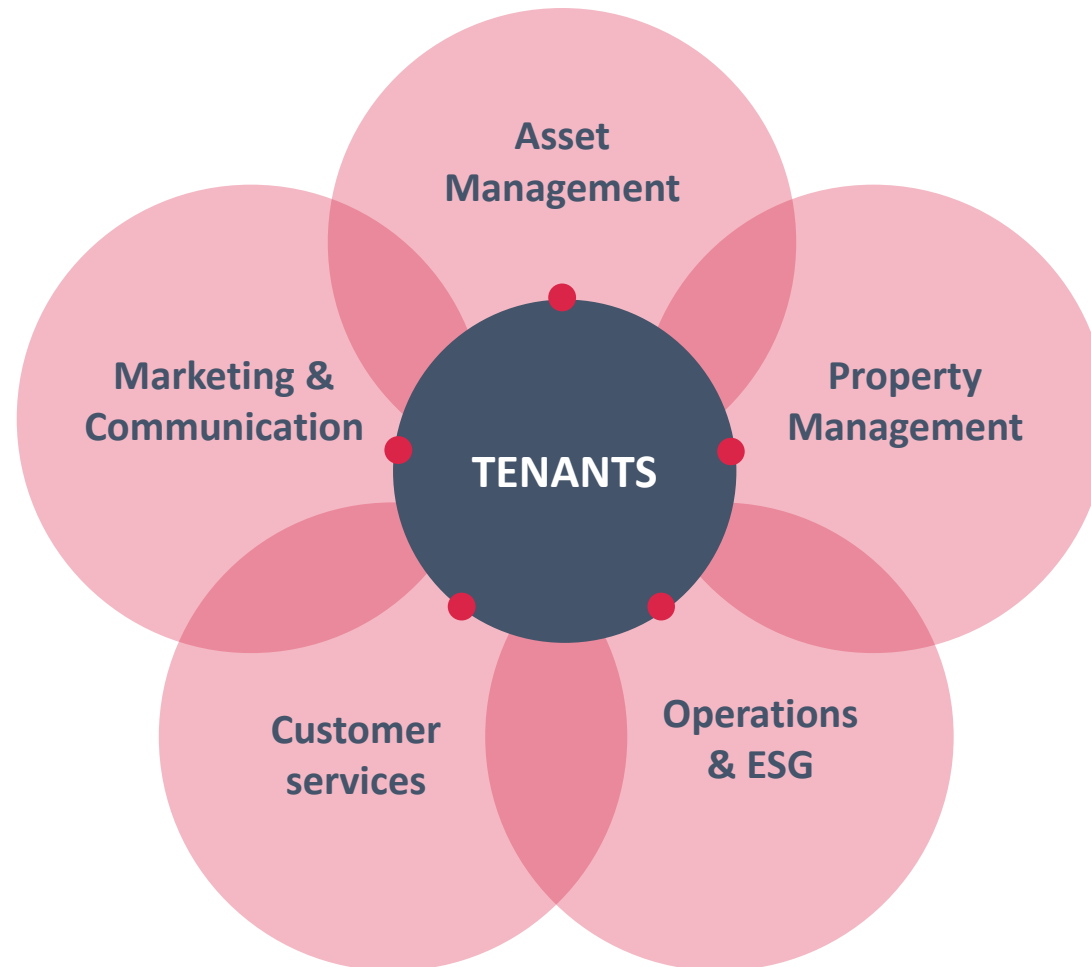 Asset
Management
Marketing &
Communication
Property
Management
TENANTS
Customer
services
Operations
& ESG